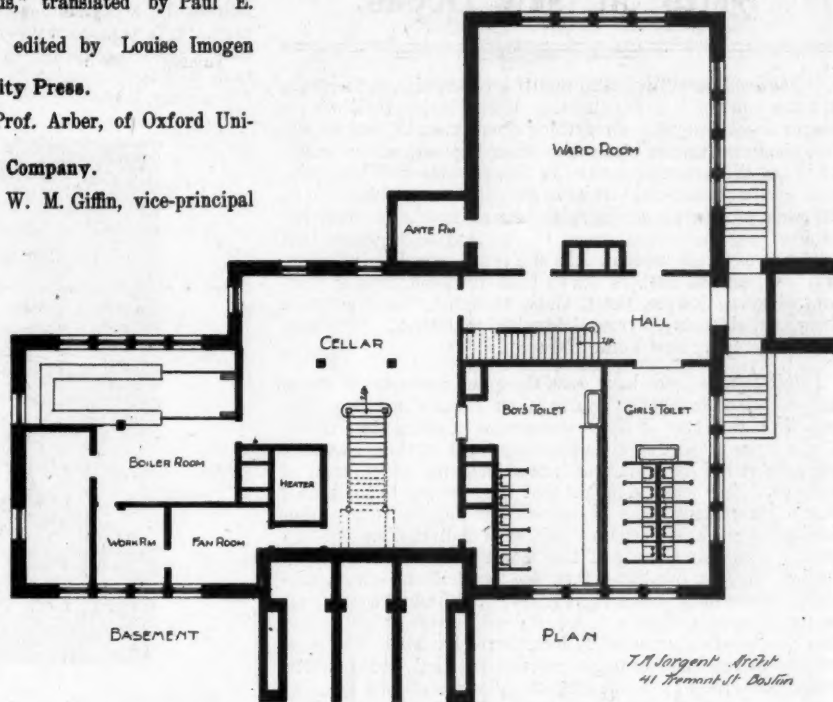 ns," translated by Paul E.
edited by Louise Imogen
ity Press.
Prof. Arber, of Oxford Uni-
Company.
W. M. Giffin, vice-principal
WARD ROOM
ANTE RM
HALL
CELLAR
UP
BOYS TOILET
GIRLS TOILET
BOILER ROOM
HEATER
WORK RM
FAN ROOM
BASEMENT PLAN
Archt
41 Tremont St Boston